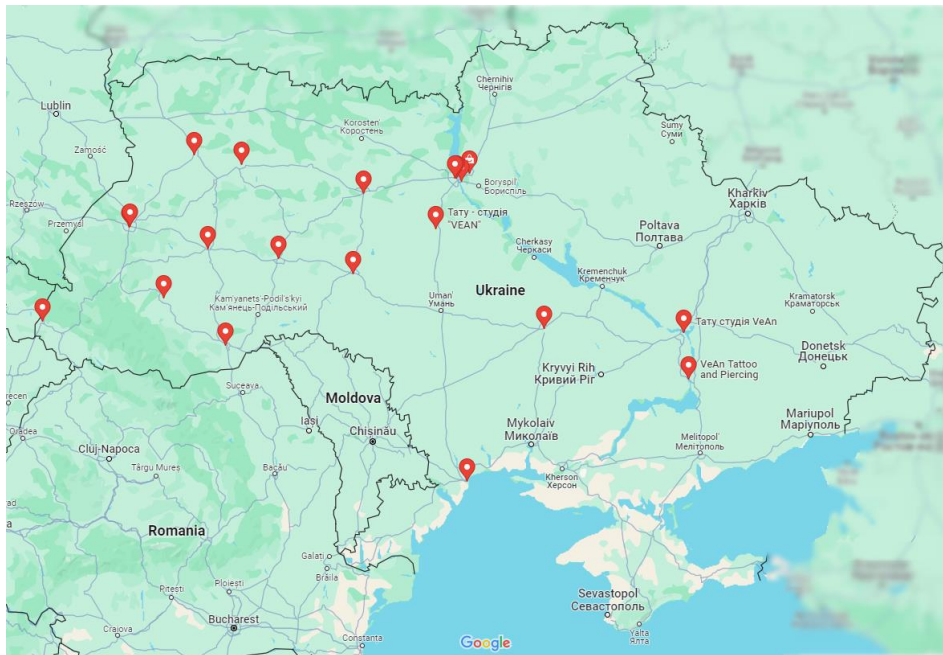 Chernihiv
Чернігів
Lublin
Korosten'
Коростень
Sumy
Суми
Zamość
Boryspil
Бориспіль
Kharkiv
Харків
Rzeszów
Przemyśl
Тату - студія
"VEAN"
Poltava
Полтава
Cherkasy
Черкаси
Kremenchuk
Кременчук
Kam'yanets-Podil's'kyi
Кам'янець-Подільський
Uman'
Умань
Ukraine
Kramatorsk
Краматорськ
Тату студія VeAn
Donetsk
Донецьк
VeAn Tattoo
and Piercing
Kryvyi Rih
Кривий Ріг
Suceava
Moldova
Mariupol
Маріуполь
Oradea
Cluj-Napoca
Iași
Chișinău
Mykolaiv
Миколаїв
Melitopol'
Мелітополь
Târgu Mureș
Bacău
Kherson
Херсон
Romania
Galați
Brăila
Pitești
Ploiești
Sevastopol
Севастополь
Bucharest
Craiova
Yalta
Ялта
Constanta
Google